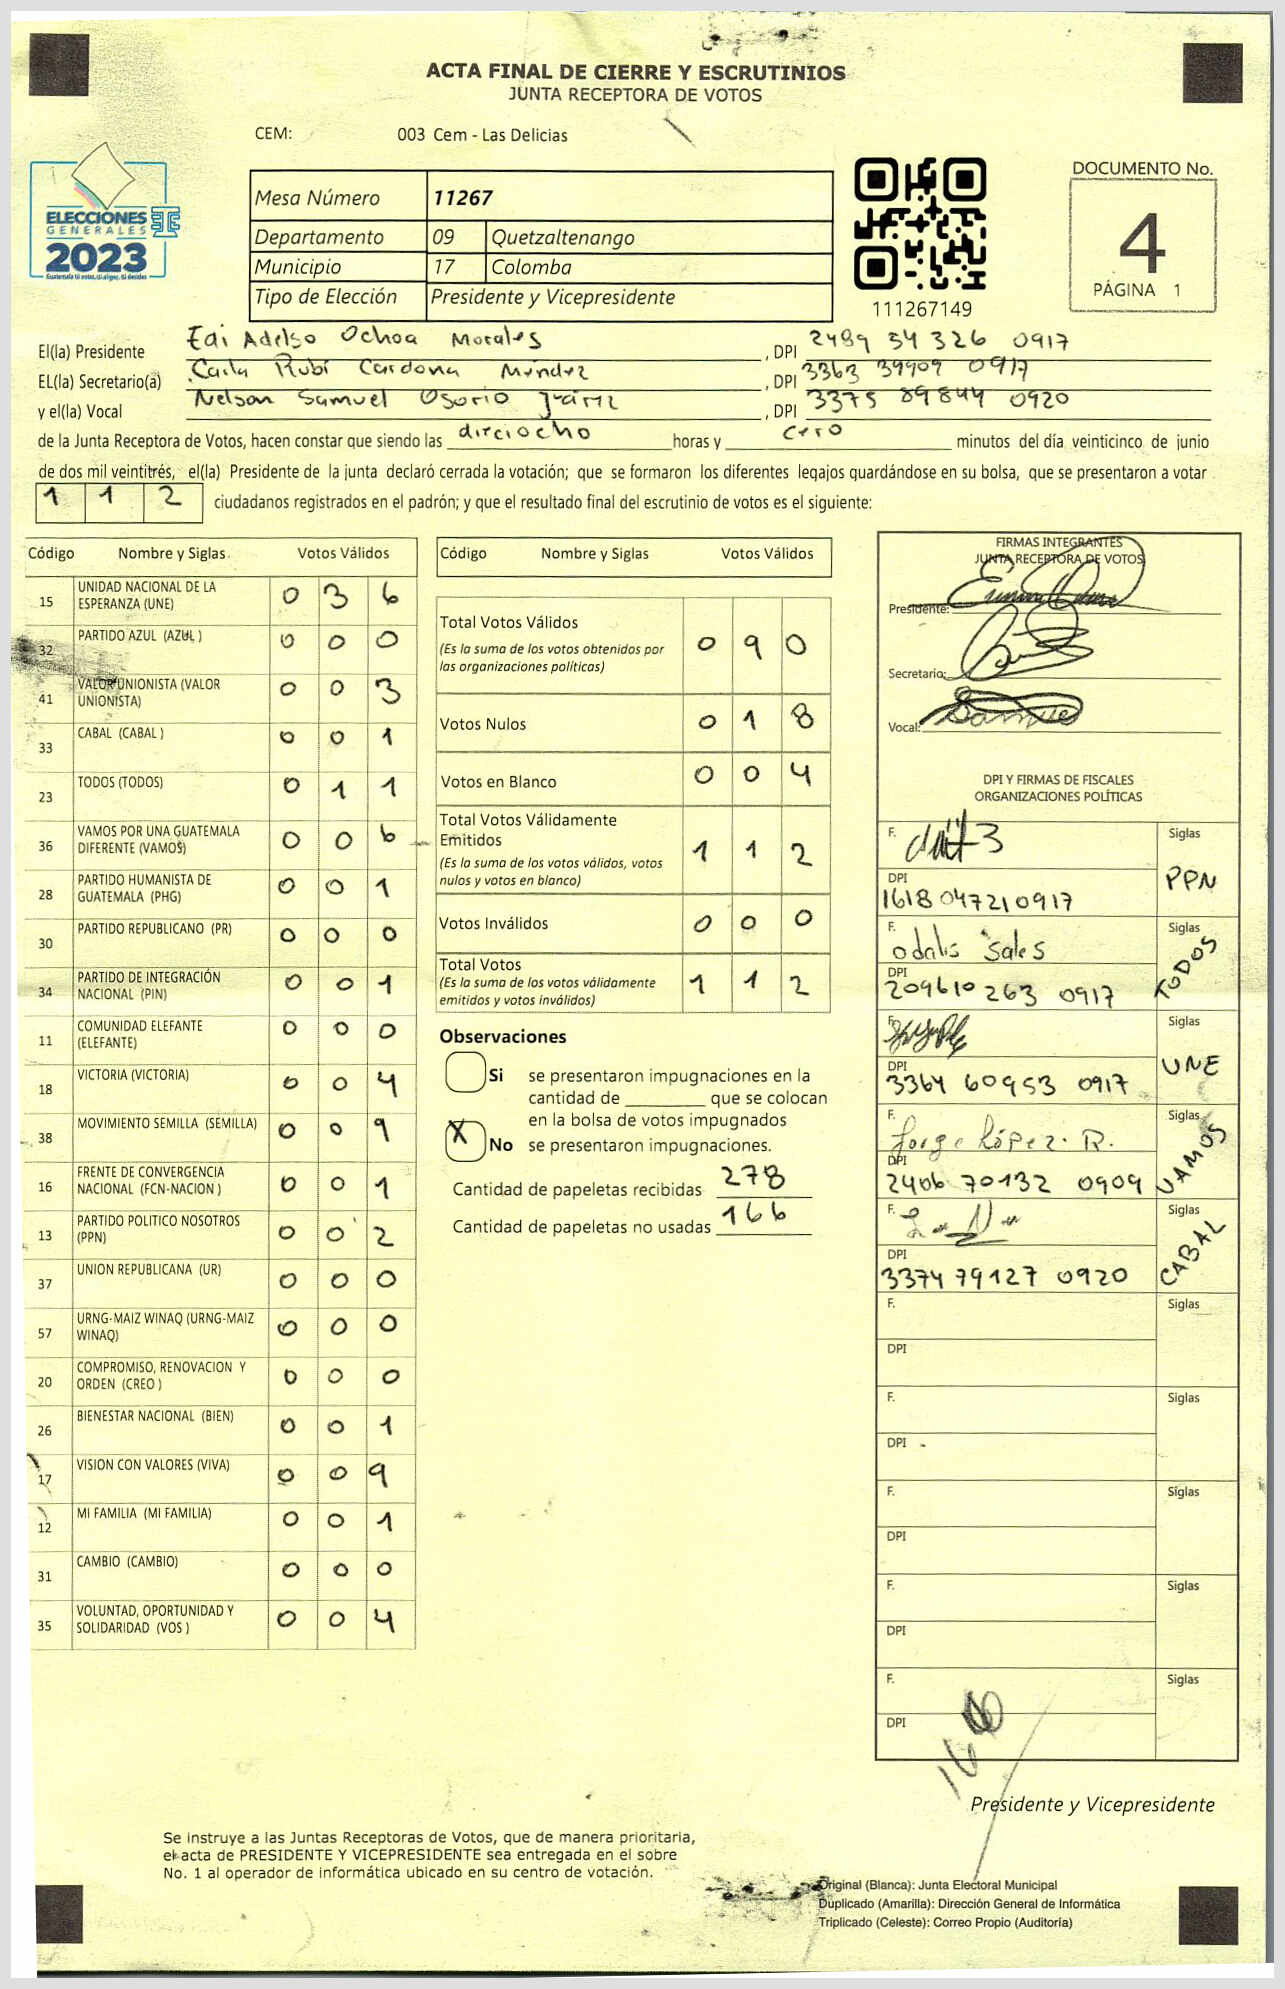 ACTA FINAL DE CIERRE Y ESCRUTINIOS
JUNTA RECEPTORA DE VOTOS
CEM: 003 Cem - Las Delicias
ELECCIONES
GENERALES
2023
Mesa Número 11267
Departamento 09 Quetzaltenango
Municipio 17 Colomba
Tipo de Elección Presidente y Vicepresidente
111267149
DOCUMENTO No.
4
PÁGINA 1
El(la) Presidente Edi Adelso Ochoa Morales, DPI 2489 54 326 0917
EL(la) Secretario(a) Carla Rubí Cardona Méndez, DPI 3363 39909 0917
y el(la) Vocal Nelson Samuel Osorio, DPI 3375 89844 0920
de la Junta Receptora de Votos, hacen constar que siendo las dieciocho horas y cero minutos del día veinticinco de junio
de dos mil veintitrés, el(la) Presidente de la junta declaró cerrada la votación; que se formaron los diferentes legajos quardándose en su bolsa, que se presentaron a votar
1 1 2 ciudadanos registrados en el padrón; y que el resultado final del escrutinio de votos es el siguiente:
Código Nombre y Siglas Votos Válidos
15 UNIDAD NACIONAL DE LA ESPERANZA (UNE) 0 3 6
32 PARTIDO AZUL (AZUL ) 0 0 0
41 VALOR UNIONISTA (VALOR UNIONISTA) 0 0 3
33 CABAL (CABAL ) 0 0 1
23 TODOS (TODOS) 0 1 1
36 VAMOS POR UNA GUATEMALA DIFERENTE (VAMOS) 0 0 6
28 PARTIDO HUMANISTA DE GUATEMALA (PHG) 0 0 1
30 PARTIDO REPUBLICANO (PR) 0 0 0
34 PARTIDO DE INTEGRACIÓN NACIONAL (PIN) 0 0 1
11 COMUNIDAD ELEFANTE (ELEFANTE) 0 0 0
18 VICTORIA (VICTORIA) 0 0 4
38 MOVIMIENTO SEMILLA (SEMILLA) 0 0 9
16 FRENTE DE CONVERGENCIA NACIONAL (FCN-NACION ) 0 0 1
13 PARTIDO POLITICO NOSOTROS (PPN) 0 0 2
37 UNION REPUBLICANA (UR) 0 0 0
57 URNG-MAIZ WINAQ (URNG-MAIZ WINAQ) 0 0 0
20 COMPROMISO, RENOVACION Y ORDEN (CREO ) 0 0 0
26 BIENESTAR NACIONAL (BIEN) 0 0 1
17 VISION CON VALORES (VIVA) 0 0 9
12 MI FAMILIA (MI FAMILIA) 0 0 1
31 CAMBIO (CAMBIO) 0 0 0
35 VOLUNTAD, OPORTUNIDAD Y SOLIDARIDAD (VOS ) 0 0 4
Código Nombre y Siglas Votos Válidos
Total Votos Válidos 0 9 0
(Es la suma de los votos obtenidos por
las organizaciones políticas)
Votos Nulos 0 1 8
Votos en Blanco 0 0 4
Total Votos Válidamente
Emitidos 1 1 2
(Es la suma de los votos válidos, votos
nulos y votos en blanco)
Votos Inválidos 0 0 0
Total Votos 1 1 2
(Es la suma de los votos válidamente
emitidos y votos inválidos)
Observaciones
Si se presentaron impugnaciones en la
cantidad de ________ que se colocan
en la bolsa de votos impugnados
X No se presentaron impugnaciones.
Cantidad de papeletas recibidas 278
Cantidad de papeletas no usadas 166
FIRMAS INTEGRANTES
JUNTA RECEPTORA DE VOTOS
Presidente:
Secretario:
Vocal: Samuel
DPI Y FIRMAS DE FISCALES
ORGANIZACIONES POLÍTICAS
F. Siglas PPN
DPI 1618 04721 0917
F. Odalis Sales Siglas TODOS
DPI 209610 263 0917
F. Siglas UNE
DPI 3364 60953 0917
F. Jorge López. R. Siglas VAMOS
DPI 2406 70132 0909
F. Siglas CABAL
DPI 3374 79127 0920
F. Siglas
DPI
F. Siglas
DPI
F. Siglas
DPI
F. Siglas
DPI
F. Siglas
DPI
Presidente y Vicepresidente
Se instruye a las Juntas Receptoras de Votos, que de manera prioritaria,
el acta de PRESIDENTE Y VICEPRESIDENTE sea entregada en el sobre
No. 1 al operador de informática ubicado en su centro de votación.
Original (Blanca): Junta Electoral Municipal
Duplicado (Amarilla): Dirección General de Informática
Triplicado (Celeste): Correo Propio (Auditoría)